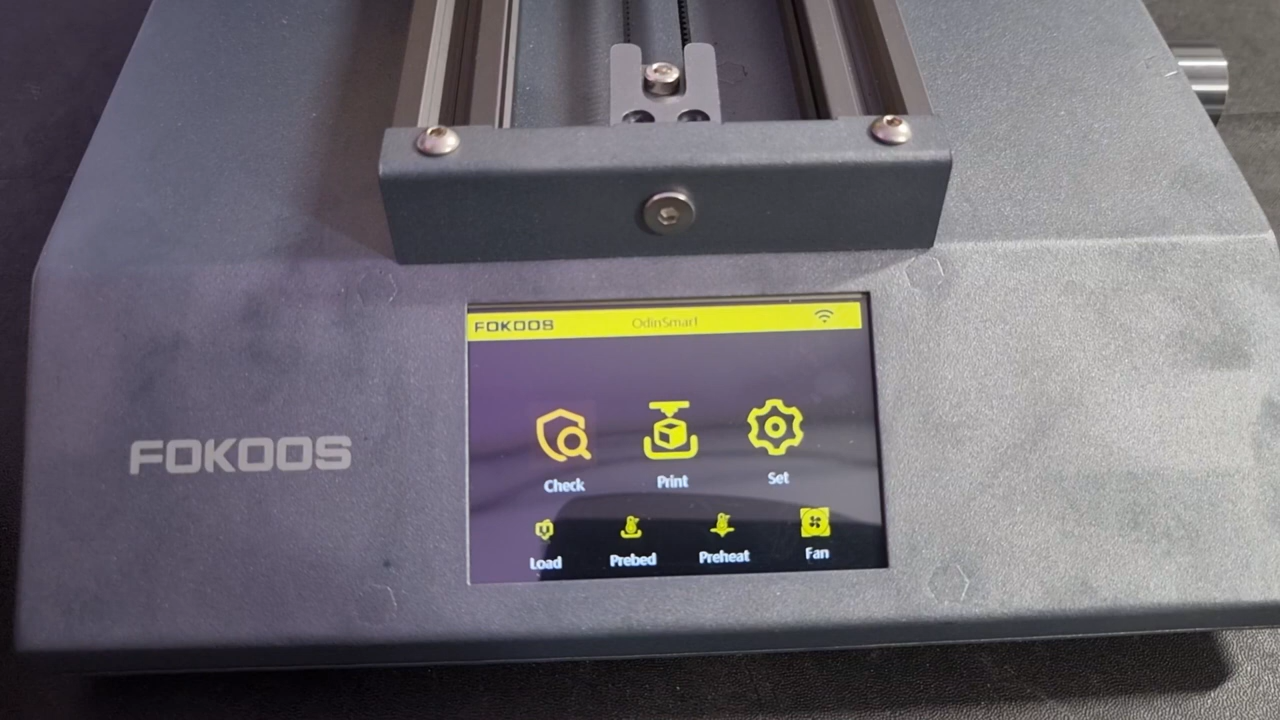 FOKOOS OdinSmart
FOKOOS
Check Print Set
Load Prebed Preheat Fan